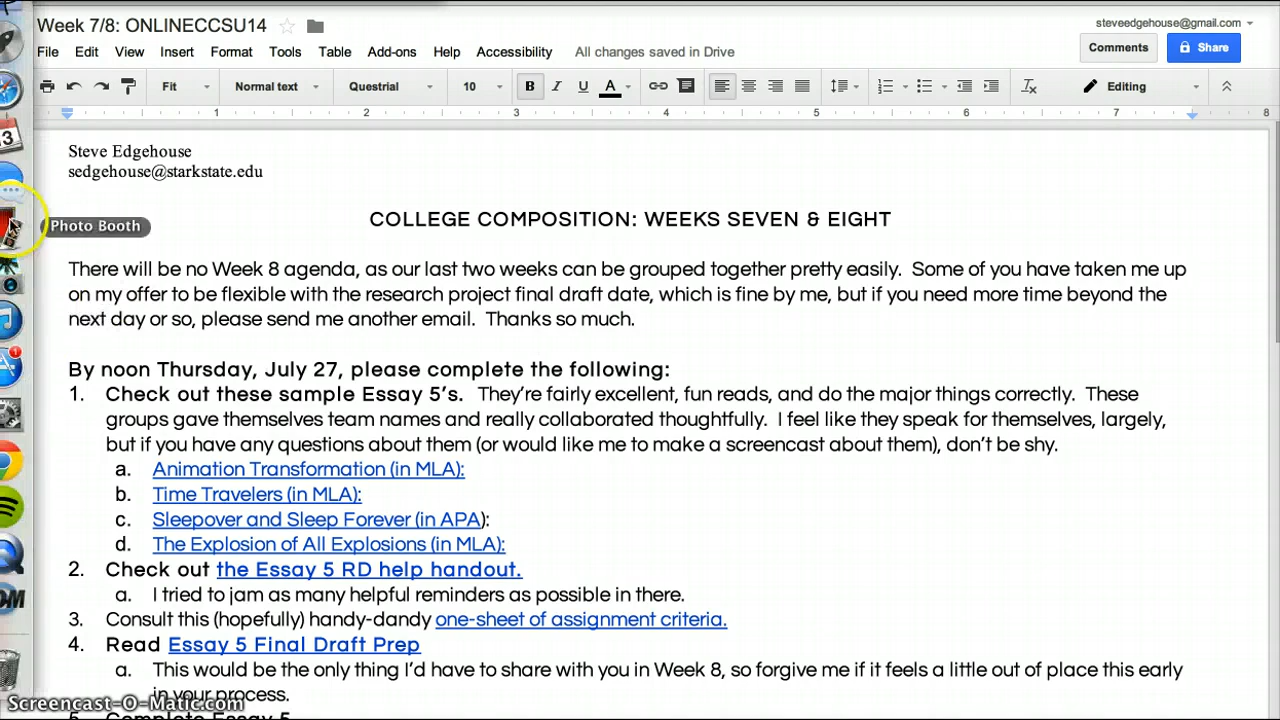 Week 7/8: ONLINECCSU14
steveedgehouse@gmail.com
File Edit View Insert Format Tools Table Add-ons Help Accessibility All changes saved in Drive
Comments Share
Fit Normal text Questrial 10 B I U A Editing
1 2 3 4 5 6 7 8
Steve Edgehouse
sedgehouse@starkstate.edu
Photo Booth
COLLEGE COMPOSITION: WEEKS SEVEN & EIGHT
There will be no Week 8 agenda, as our last two weeks can be grouped together pretty easily. Some of you have taken me up
on my offer to be flexible with the research project final draft date, which is fine by me, but if you need more time beyond the
next day or so, please send me another email. Thanks so much.
By noon Thursday, July 27, please complete the following:
1. Check out these sample Essay 5's. They're fairly excellent, fun reads, and do the major things correctly. These
groups gave themselves team names and really collaborated thoughtfully. I feel like they speak for themselves, largely,
but if you have any questions about them (or would like me to make a screencast about them), don't be shy.
a. Animation Transformation (in MLA):
b. Time Travelers (in MLA):
c. Sleepover and Sleep Forever (in APA):
d. The Explosion of All Explosions (in MLA):
2. Check out the Essay 5 RD help handout.
a. I tried to jam as many helpful reminders as possible in there.
3. Consult this (hopefully) handy-dandy one-sheet of assignment criteria.
4. Read Essay 5 Final Draft Prep
a. This would be the only thing I'd have to share with you in Week 8, so forgive me if it feels a little out of place this early
in your process.
Screencast-O-Matic.com
5. Complete Essay 5